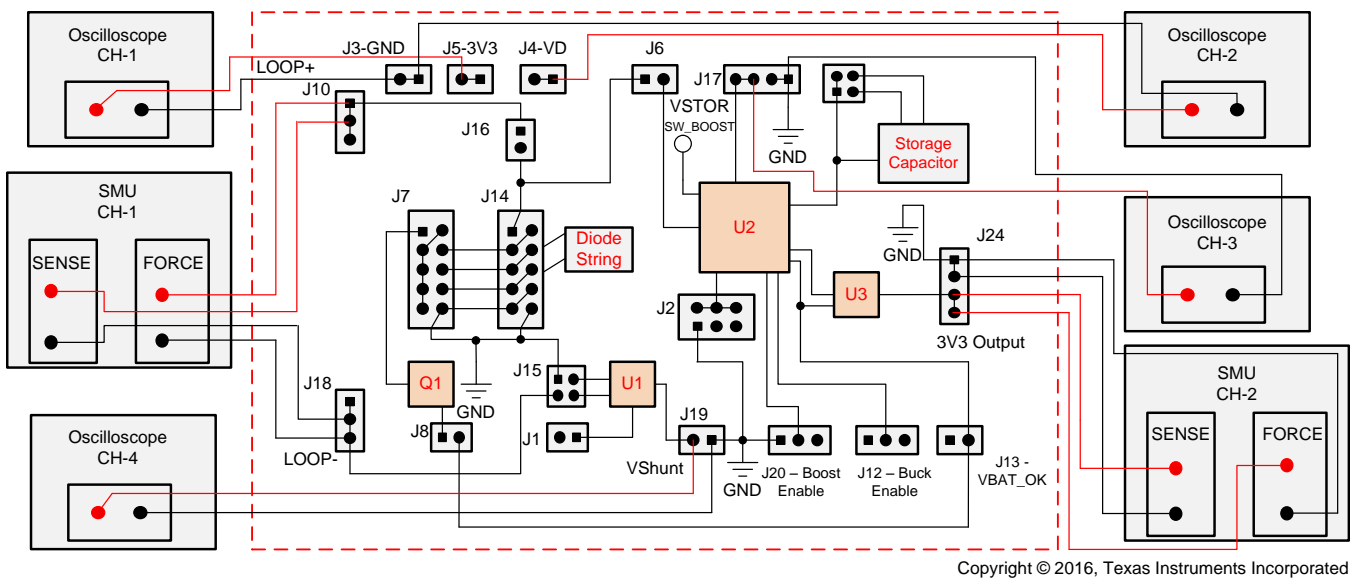 Oscilloscope
CH-1
LOOP+
J3-GND
J5-3V3
J4-VD
J6
J17
VSTOR
SW_BOOST
GND
Storage
Capacitor
Oscilloscope
CH-2
J10
J16
SMU
CH-1
SENSE
FORCE
J7
J14
Diode
String
U2
GND
J24
Oscilloscope
CH-3
U3
J2
3V3 Output
J18
LOOP-
Q1
GND
J15
U1
J8
J1
J19
VShunt
GND
J20 – Boost
Enable
J12 – Buck
Enable
J13 -
VBAT_OK
SMU
CH-2
SENSE
FORCE
Oscilloscope
CH-4
Copyright © 2016, Texas Instruments Incorporated